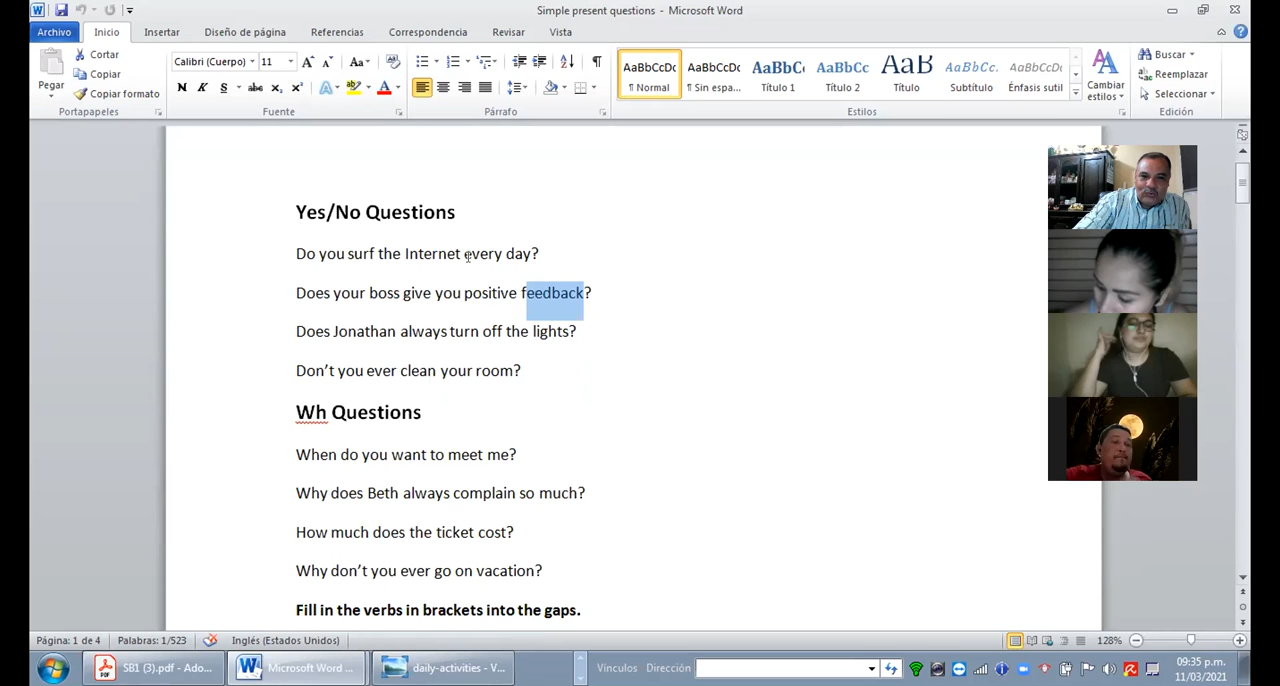 Simple present questions - Microsoft Word
Archivo Inicio Insertar Diseño de página Referencias Correspondencia Revisar Vista
Pegar
Cortar
Copiar
Copiar formato
Portapapeles
Calibri (Cuerpo) 11
Fuente
Párrafo
AaBbCcDc AaBbCcDc AaBbC AaBbCc AaB AaBbCc. AaBbCcDc
¶ Normal ¶ Sin espa... Título 1 Título 2 Título Subtítulo Énfasis sutil
Estilos
Cambiar estilos
Buscar
Reemplazar
Seleccionar
Edición
Yes/No Questions
Do you surf the Internet every day?
Does your boss give you positive feedback?
Does Jonathan always turn off the lights?
Don’t you ever clean your room?
Wh Questions
When do you want to meet me?
Why does Beth always complain so much?
How much does the ticket cost?
Why don’t you ever go on vacation?
Fill in the verbs in brackets into the gaps.
Página: 1 de 4 Palabras: 1/523 Inglés (Estados Unidos) 128%
SB1 (3).pdf - Ado... Microsoft Word ... daily-activities - V... Vínculos Dirección
09:35 p.m.
11/03/2021